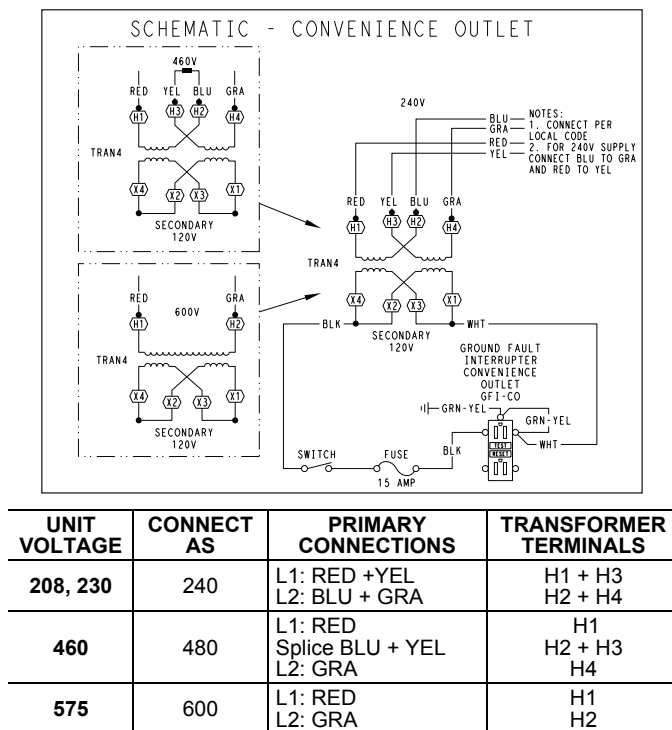 SCHEMATIC - CONVENIENCE OUTLET
460V
RED YEL BLU GRA
H1 H3 H2 H4
TRAN4
X4 X2 X3 X1
SECONDARY
120V
RED GRA
600V
H1 H2
TRAN4
X4 X2 X3 X1
SECONDARY
120V
240V
BLU
GRA
RED
YEL
NOTES:
1. CONNECT PER
LOCAL CODE
2. FOR 240V SUPPLY
CONNECT BLU TO GRA
AND RED TO YEL
RED YEL BLU GRA
H1 H3 H2 H4
TRAN4
X4 X2 X3 X1
BLK
WHT
SECONDARY
120V
GROUND FAULT
INTERRUPTER
CONVENIENCE
OUTLET
GFI-CO
GRN-YEL
GRN-YEL
WHT
BLK
TEST
RESET
SWITCH
FUSE
15 AMP
UNIT VOLTAGE CONNECT AS PRIMARY CONNECTIONS TRANSFORMER TERMINALS
208, 230 240 L1: RED +YEL H1 + H3
L2: BLU + GRA H2 + H4
460 480 L1: RED H1
Splice BLU + YEL H2 + H3
L2: GRA H4
575 600 L1: RED H1
L2: GRA H2